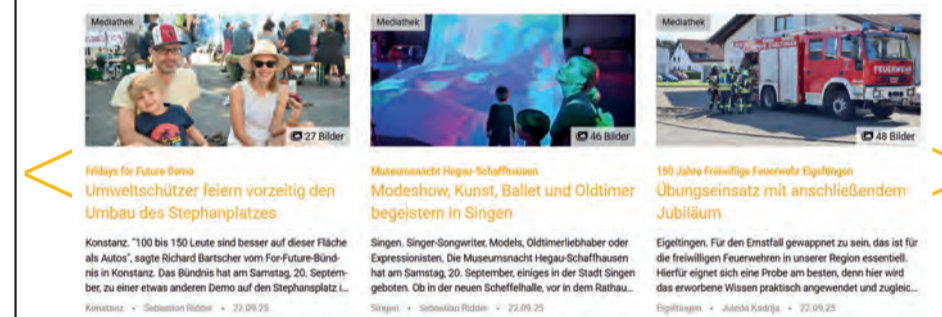 Mediathek
27 Bilder
Fridays for Future Demo
Umweltschützer feiern vorzeitig den
Umbau des Stephanplatzes
Konstanz. "100 bis 150 Leute sind besser auf dieser Fläche
als Autos", sagte Richard Bartscher vom For-Future-Bünd-
nis in Konstanz. Das Bündnis hat am Samstag, 20. Septem-
ber, zu einer etwas anderen Demo auf den Stephansplatz i...
Konstanz • Sebastian Ridder • 22.09.25
Mediathek
46 Bilder
Museumsnacht Hegau-Schaffhausen
Modeshow, Kunst, Ballet und Oldtimer
begeistern in Singen
Singen. Singer-Songwriter, Models, Oldtimerliebhaber oder
Expressionisten. Die Museumsnacht Hegau-Schaffhausen
hat am Samstag, 20. September, einiges in der Stadt Singen
geboten. Ob in der neuen Scheffelhalle, vor in dem Rathau...
Singen • Sebastian Ridder • 22.09.25
Mediathek
FEUERWEHR
48 Bilder
150 Jahre Freiwillige Feuerwehr Eigeltingen
Übungseinsatz mit anschließendem
Jubiläum
Eigeltingen. Für den Ernstfall gewappnet zu sein, das ist für
die freiwilligen Feuerwehren in unserer Region essentiell.
Hierfür eignet sich eine Probe am besten, denn hier wird
das erworbene Wissen praktisch angewendet und zugleic...
Eigeltingen • Juleda Kadrija • 22.09.25